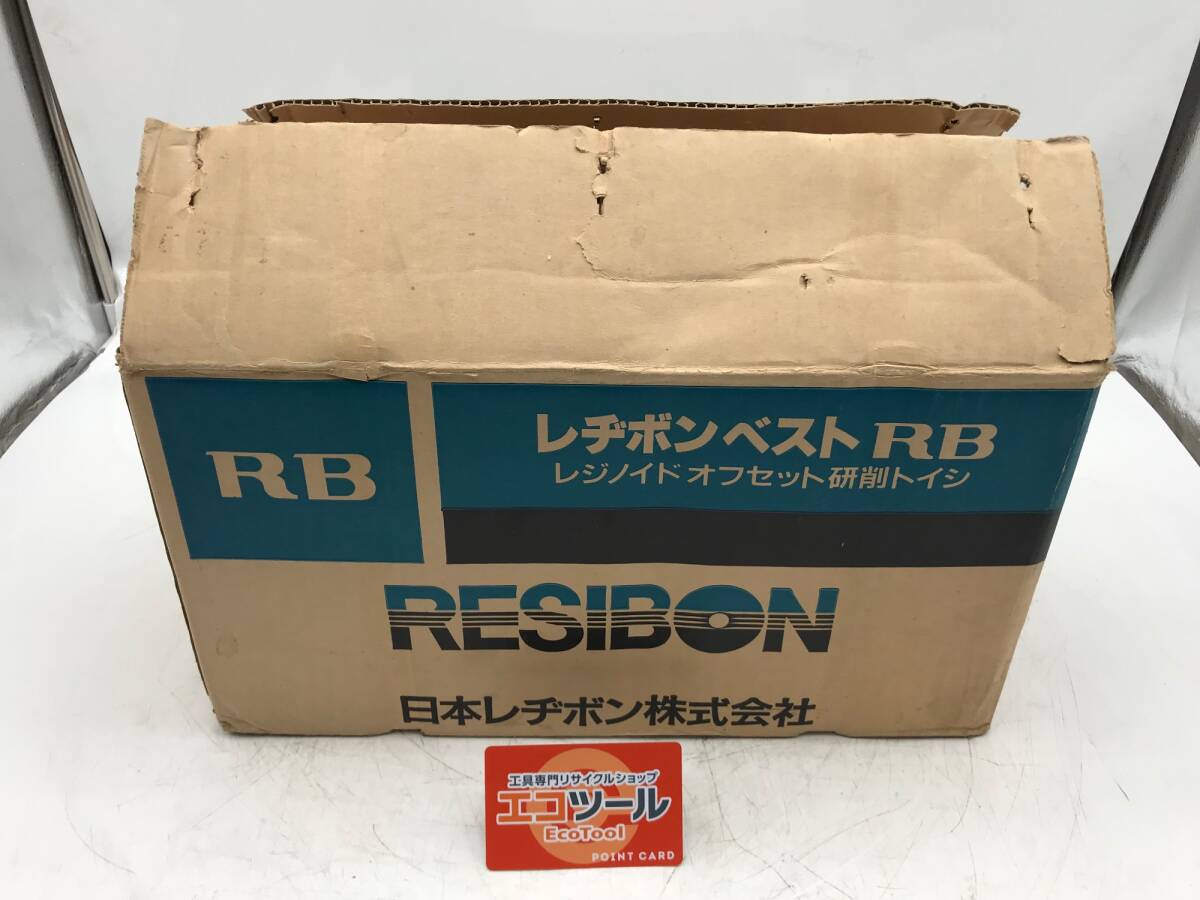 RB
レヂボンベスト RB
レジノイド オフセット 研削トイシ
RESIBON
日本レヂボン株式会社
工具専門リサイクルショップ
エコツール
EcoTool
POINT CARD